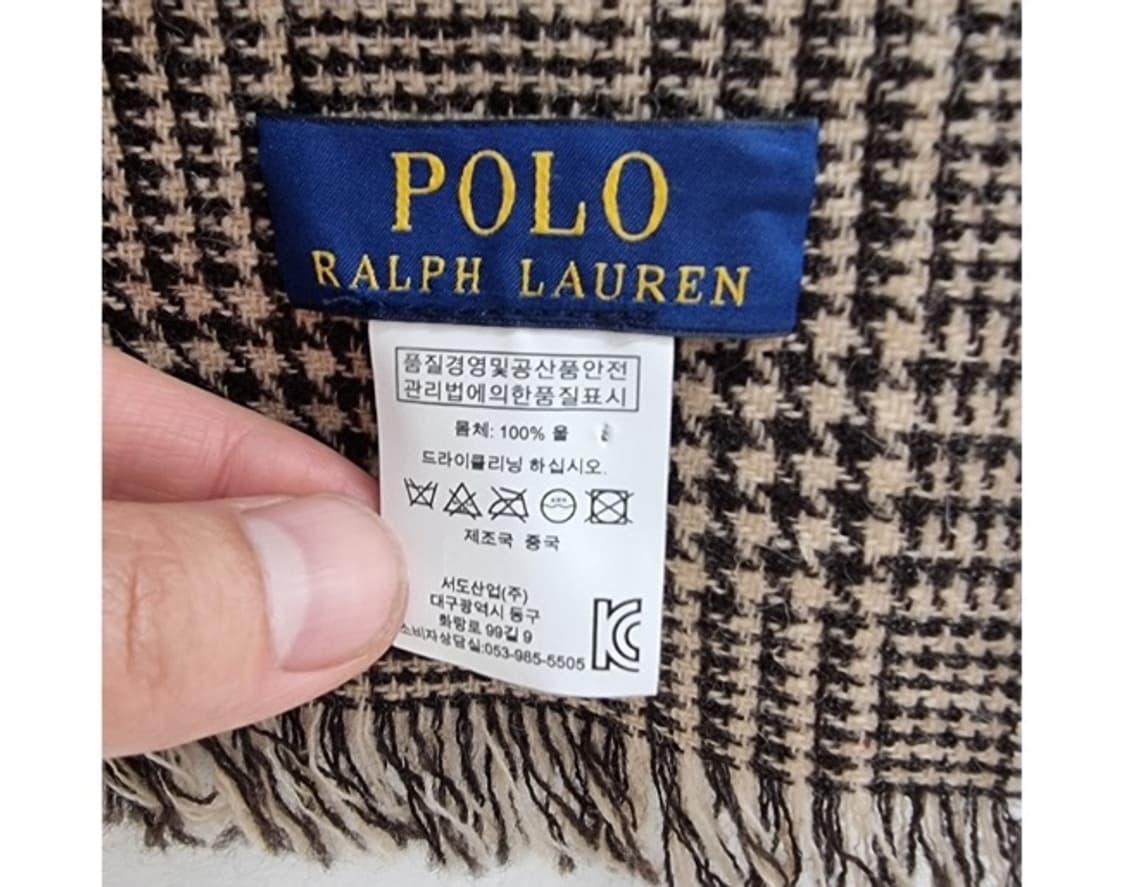 POLO
RALPH LAUREN
품질경영및공산품안전
관리법에의한품질표시
몸체: 100% 울
드라이클리닝 하십시오.
제조국 중국
서도산업(주)
대구광역시 동구
화랑로 99길 9
소비자상담실:053-985-5505